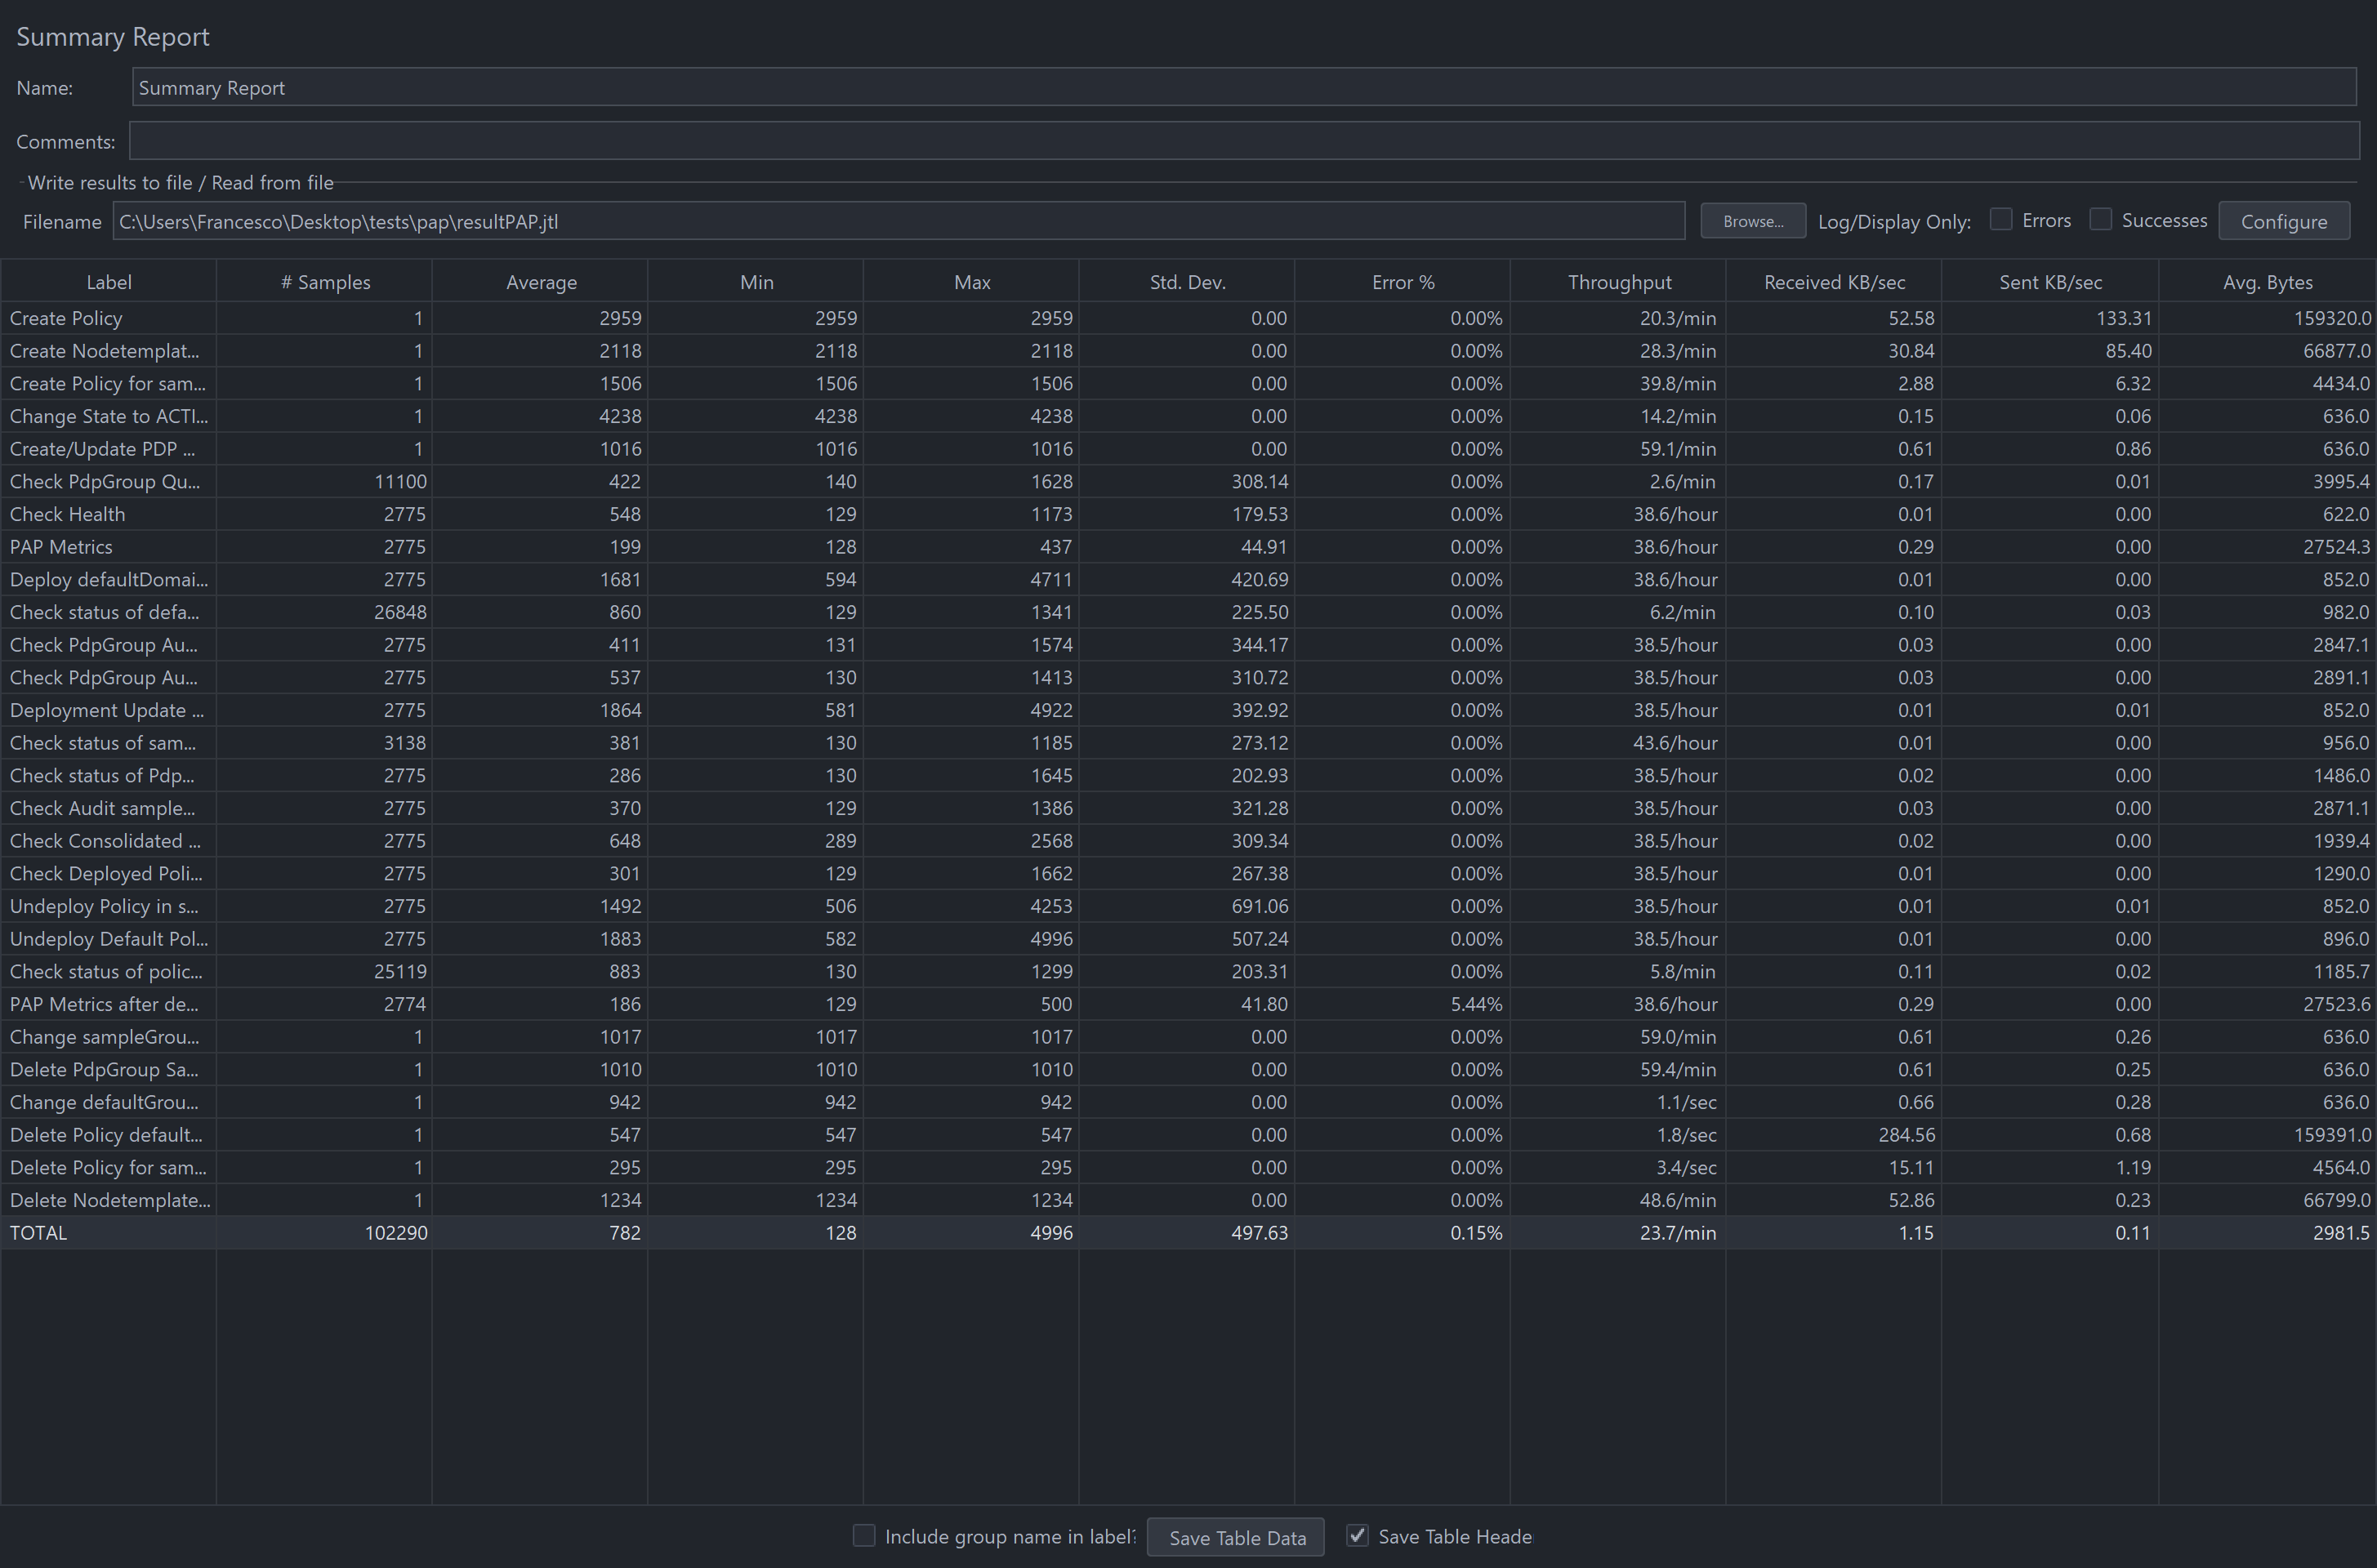 Summary Report
Name: Summary Report
Comments:
Write results to file / Read from file
Filename C:\Users\Francesco\Desktop\tests\pap\resultPAP.jtl Browse... Log/Display Only: Errors Successes Configure
Label # Samples Average Min Max Std. Dev. Error % Throughput Received KB/sec Sent KB/sec Avg. Bytes
Create Policy 1 2959 2959 2959 0.00 0.00% 20.3/min 52.58 133.31 159320.0
Create Nodetemplat... 1 2118 2118 2118 0.00 0.00% 28.3/min 30.84 85.40 66877.0
Create Policy for sam... 1 1506 1506 1506 0.00 0.00% 39.8/min 2.88 6.32 4434.0
Change State to ACTI... 1 4238 4238 4238 0.00 0.00% 14.2/min 0.15 0.06 636.0
Create/Update PDP ... 1 1016 1016 1016 0.00 0.00% 59.1/min 0.61 0.86 636.0
Check PdpGroup Qu... 11100 422 140 1628 308.14 0.00% 2.6/min 0.17 0.01 3995.4
Check Health 2775 548 129 1173 179.53 0.00% 38.6/hour 0.01 0.00 622.0
PAP Metrics 2775 199 128 437 44.91 0.00% 38.6/hour 0.29 0.00 27524.3
Deploy defaultDomai... 2775 1681 594 4711 420.69 0.00% 38.6/hour 0.01 0.00 852.0
Check status of defa... 26848 860 129 1341 225.50 0.00% 6.2/min 0.10 0.03 982.0
Check PdpGroup Au... 2775 411 131 1574 344.17 0.00% 38.5/hour 0.03 0.00 2847.1
Check PdpGroup Au... 2775 537 130 1413 310.72 0.00% 38.5/hour 0.03 0.00 2891.1
Deployment Update ... 2775 1864 581 4922 392.92 0.00% 38.5/hour 0.01 0.01 852.0
Check status of sam... 3138 381 130 1185 273.12 0.00% 43.6/hour 0.01 0.00 956.0
Check status of Pdp... 2775 286 130 1645 202.93 0.00% 38.5/hour 0.02 0.00 1486.0
Check Audit sample... 2775 370 129 1386 321.28 0.00% 38.5/hour 0.03 0.00 2871.1
Check Consolidated ... 2775 648 289 2568 309.34 0.00% 38.5/hour 0.02 0.00 1939.4
Check Deployed Poli... 2775 301 129 1662 267.38 0.00% 38.5/hour 0.01 0.00 1290.0
Undeploy Policy in s... 2775 1492 506 4253 691.06 0.00% 38.5/hour 0.01 0.01 852.0
Undeploy Default Pol... 2775 1883 582 4996 507.24 0.00% 38.5/hour 0.01 0.00 896.0
Check status of polic... 25119 883 130 1299 203.31 0.00% 5.8/min 0.11 0.02 1185.7
PAP Metrics after de... 2774 186 129 500 41.80 5.44% 38.6/hour 0.29 0.00 27523.6
Change sampleGrou... 1 1017 1017 1017 0.00 0.00% 59.0/min 0.61 0.26 636.0
Delete PdpGroup Sa... 1 1010 1010 1010 0.00 0.00% 59.4/min 0.61 0.25 636.0
Change defaultGrou... 1 942 942 942 0.00 0.00% 1.1/sec 0.66 0.28 636.0
Delete Policy default... 1 547 547 547 0.00 0.00% 1.8/sec 284.56 0.68 159391.0
Delete Policy for sam... 1 295 295 295 0.00 0.00% 3.4/sec 15.11 1.19 4564.0
Delete Nodetemplate... 1 1234 1234 1234 0.00 0.00% 48.6/min 52.86 0.23 66799.0
TOTAL 102290 782 128 4996 497.63 0.15% 23.7/min 1.15 0.11 2981.5
Include group name in label? Save Table Data Save Table Heade